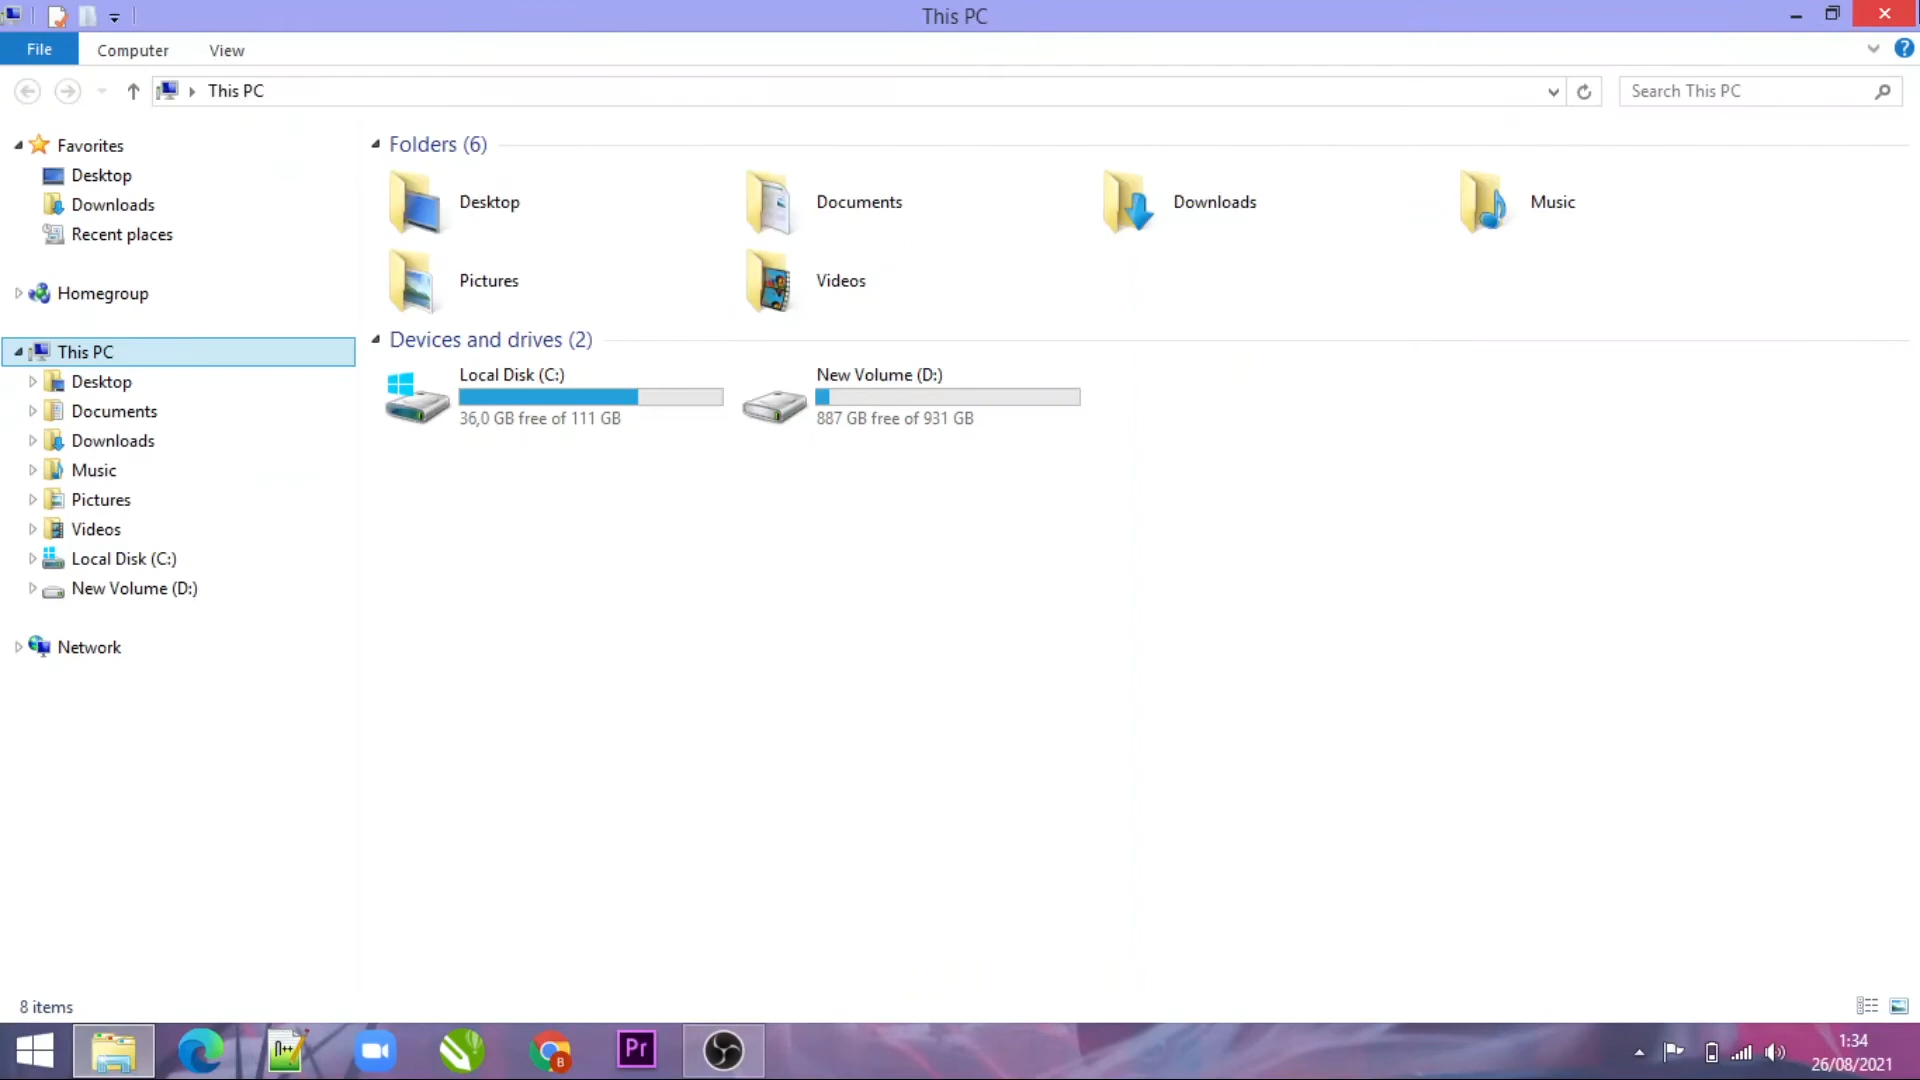 This PC
File
Computer
View
This PC
Search This PC
Favorites
Desktop
Downloads
Recent places
Homegroup
This PC
Desktop
Documents
Downloads
Music
Pictures
Videos
Local Disk (C:)
New Volume (D:)
Network
Folders (6)
Desktop
Documents
Downloads
Music
Pictures
Videos
Devices and drives (2)
Local Disk (C:)
36,0 GB free of 111 GB
New Volume (D:)
887 GB free of 931 GB
8 items
n++
B
Pr
1:34
26/08/2021